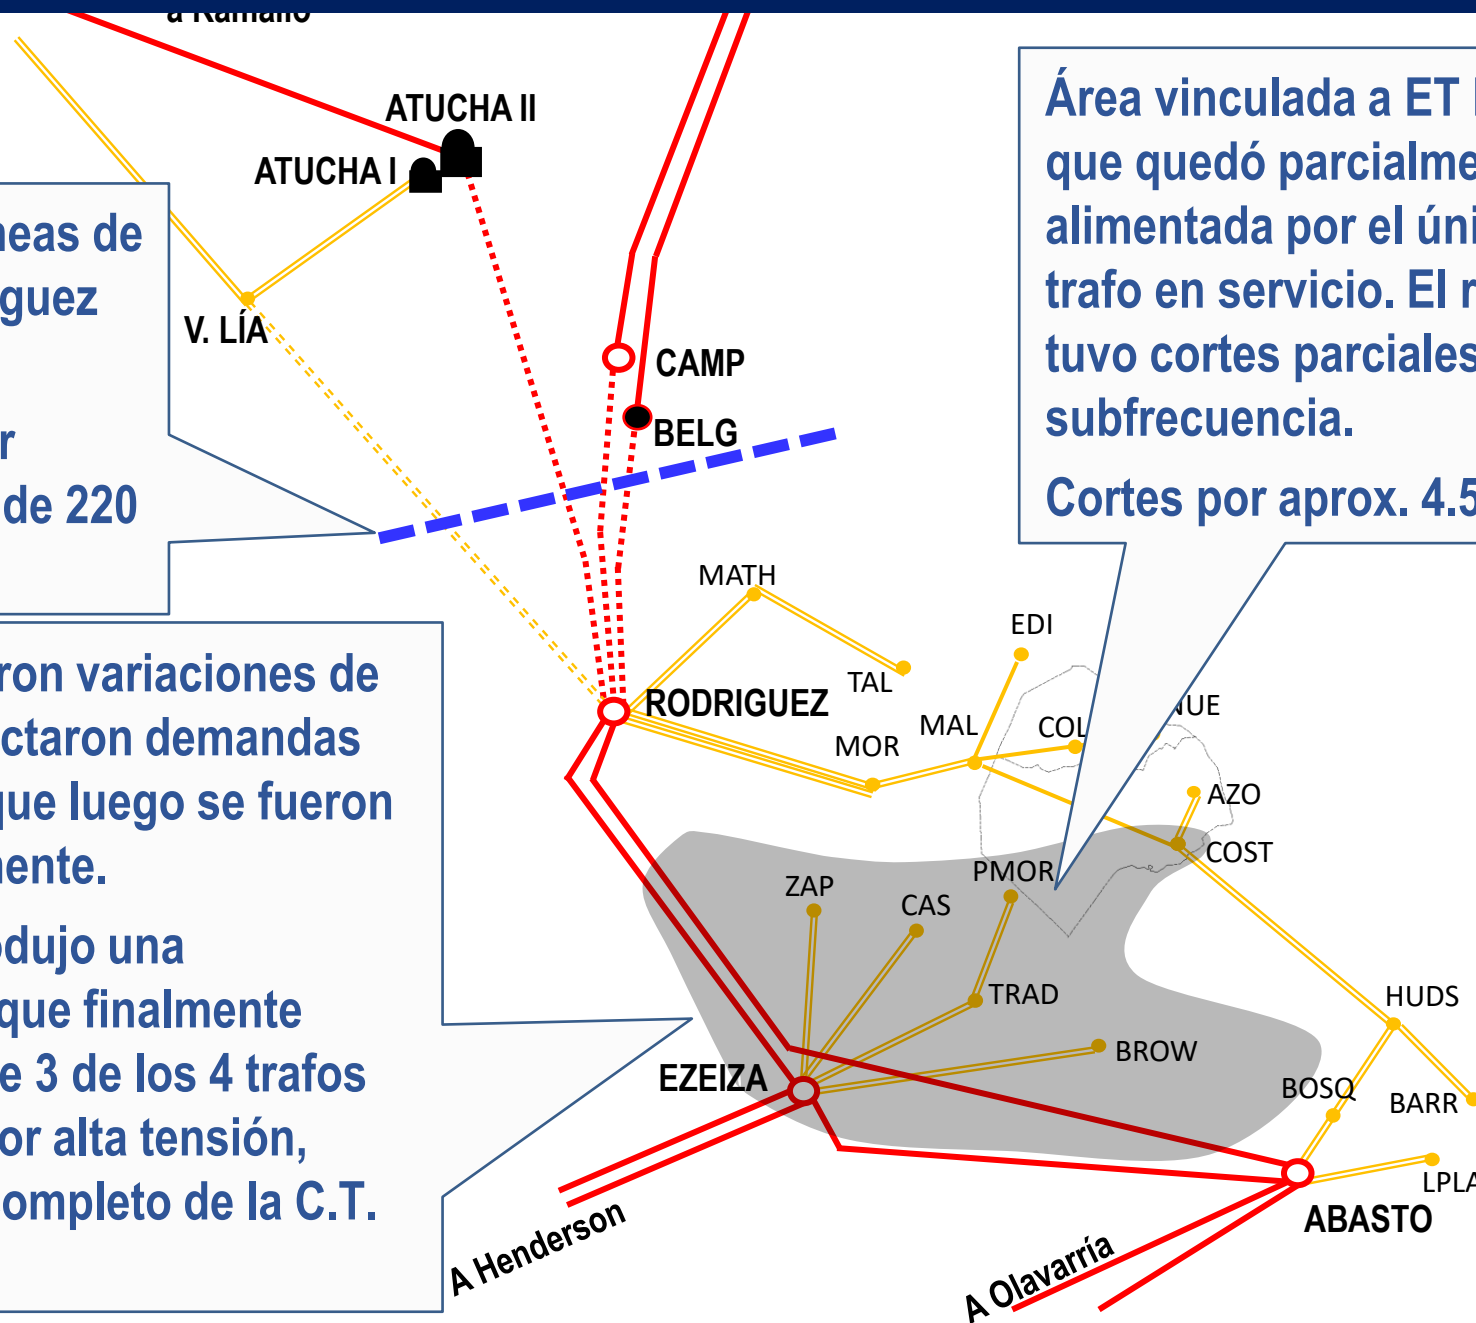 a Ramallo
ATUCHA II
ATUCHA I
V. LÍA
CAMP
BELG
neas de
guez
r
de 220
Área vinculada a ET
que quedó parcialme
alimentada por el úni
trafo en servicio. El r
tuvo cortes parciales
subfrecuencia.
Cortes por aprox. 4.5
MATH
TAL
EDI
RODRIGUEZ
MOR
MAL
COL
NUE
AZO
COST
ron variaciones de
ctaron demandas
que luego se fueron
mente.
odujo una
que finalmente
e 3 de los 4 trafos
or alta tensión,
ompleto de la C.T.
ZAP
CAS
PMOR
TRAD
BROW
EZEIZA
HUDS
BOSQ
BARR
LPLA
ABASTO
A Henderson
A Olavarría